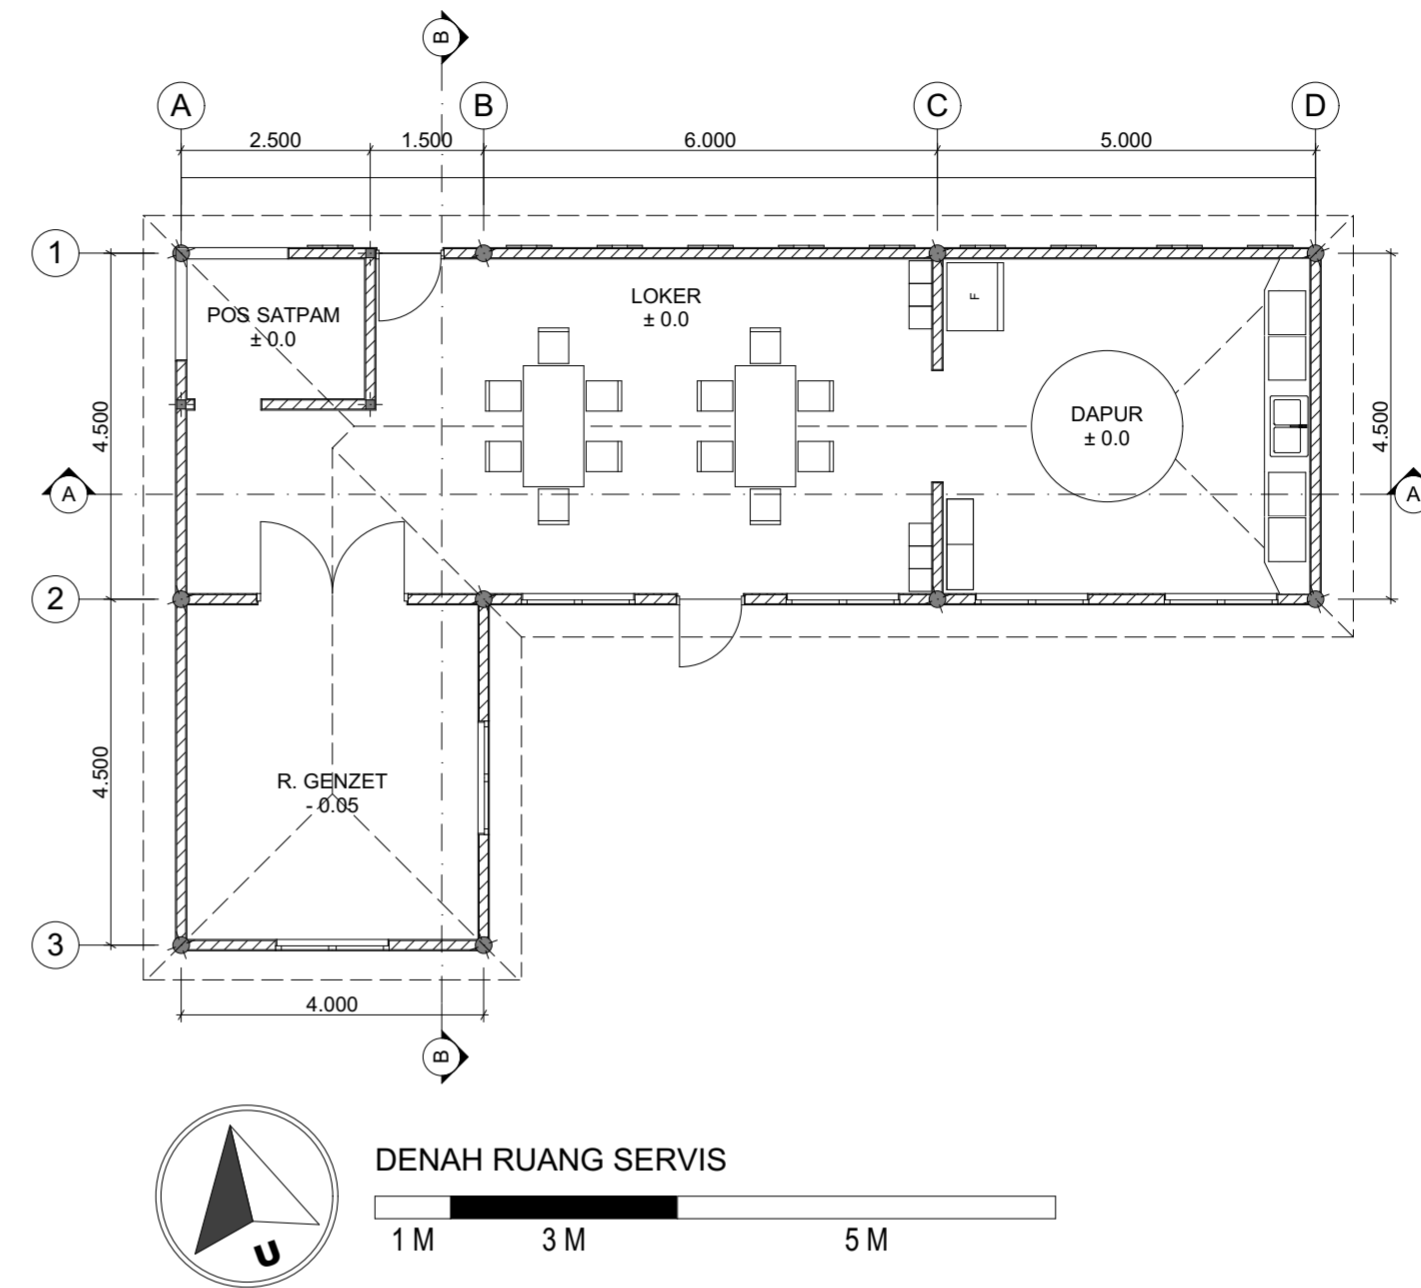 B
A B C D
2.500 1.500 6.000 5.000
1
POS SATPAM
± 0.0
LOKER
± 0.0
F
DAPUR
± 0.0
4.500
4.500
A
A
2
4.500
R. GENZET
- 0.05
3
4.000
B
DENAH RUANG SERVIS
1 M 3 M 5 M
U